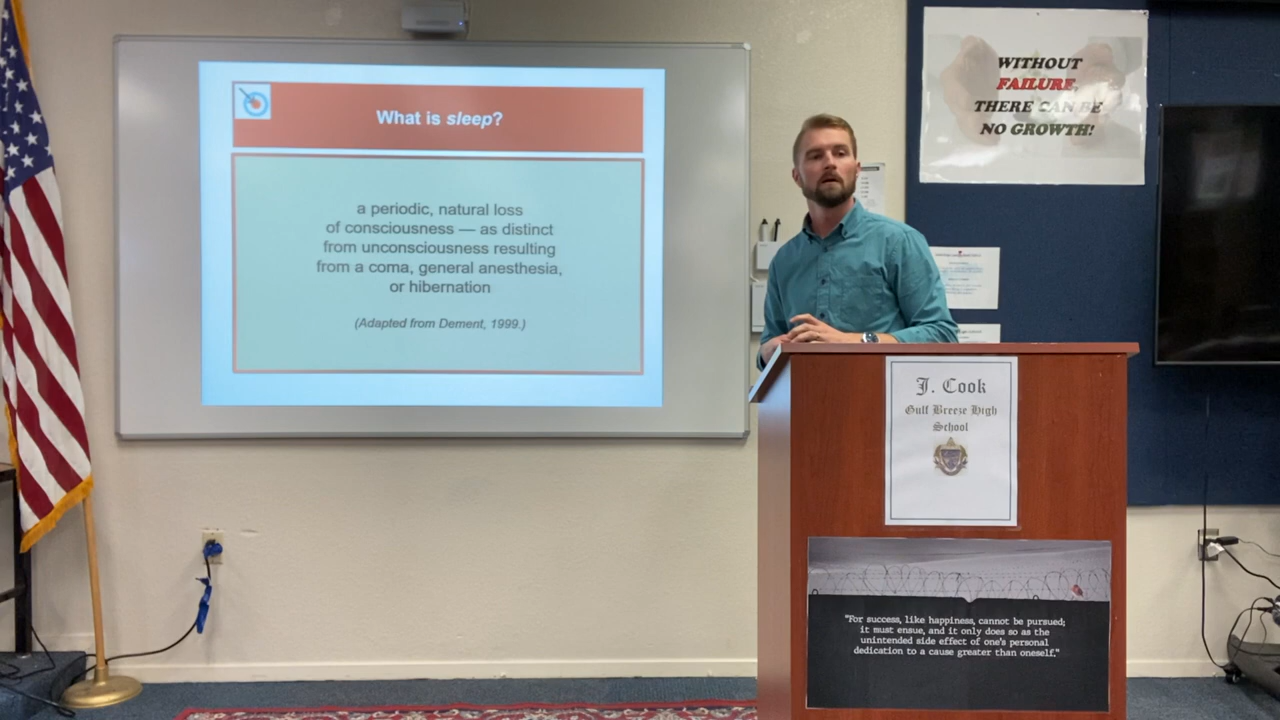 What is sleep?
a periodic, natural loss
of consciousness — as distinct
from unconsciousness resulting
from a coma, general anesthesia,
or hibernation
(Adapted from Dement, 1999.)
WITHOUT
FAILURE,
THERE CAN BE
NO GROWTH!
J. Cook
Gulf Breeze High
School
"For success, like happiness, cannot be pursued;
it must ensue, and it only does so as the
unintended side effect of one's personal
dedication to a cause greater than oneself."